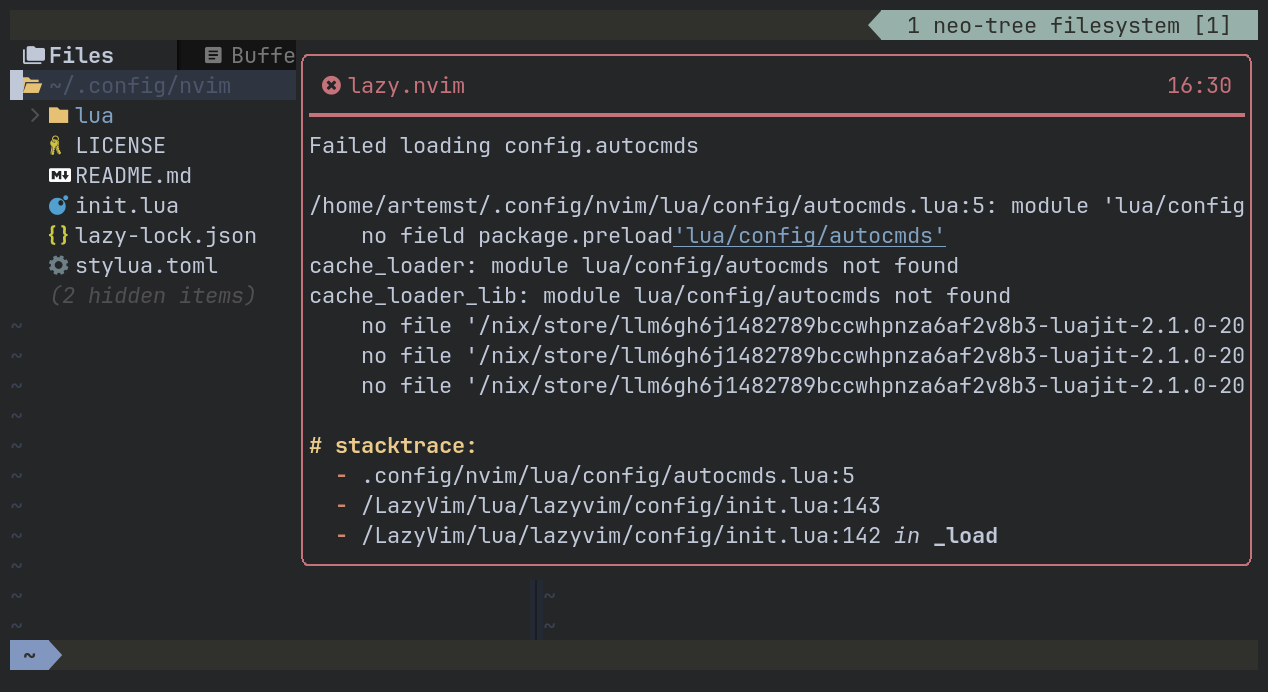 1 neo-tree filesystem [1]
Files Buffe
~/.config/nvim
lua
LICENSE
README.md
init.lua
lazy-lock.json
stylua.toml
(2 hidden items)
lazy.nvim 16:30
Failed loading config.autocmds
/home/artemst/.config/nvim/lua/config/autocmds.lua:5: module 'lua/config
no field package.preload'lua/config/autocmds'
cache_loader: module lua/config/autocmds not found
cache_loader_lib: module lua/config/autocmds not found
no file '/nix/store/llm6gh6j1482789bccwhpnza6af2v8b3-luajit-2.1.0-20
no file '/nix/store/llm6gh6j1482789bccwhpnza6af2v8b3-luajit-2.1.0-20
no file '/nix/store/llm6gh6j1482789bccwhpnza6af2v8b3-luajit-2.1.0-20
# stacktrace:
- .config/nvim/lua/config/autocmds.lua:5
- /LazyVim/lua/lazyvim/config/init.lua:143
- /LazyVim/lua/lazyvim/config/init.lua:142 in _load
~